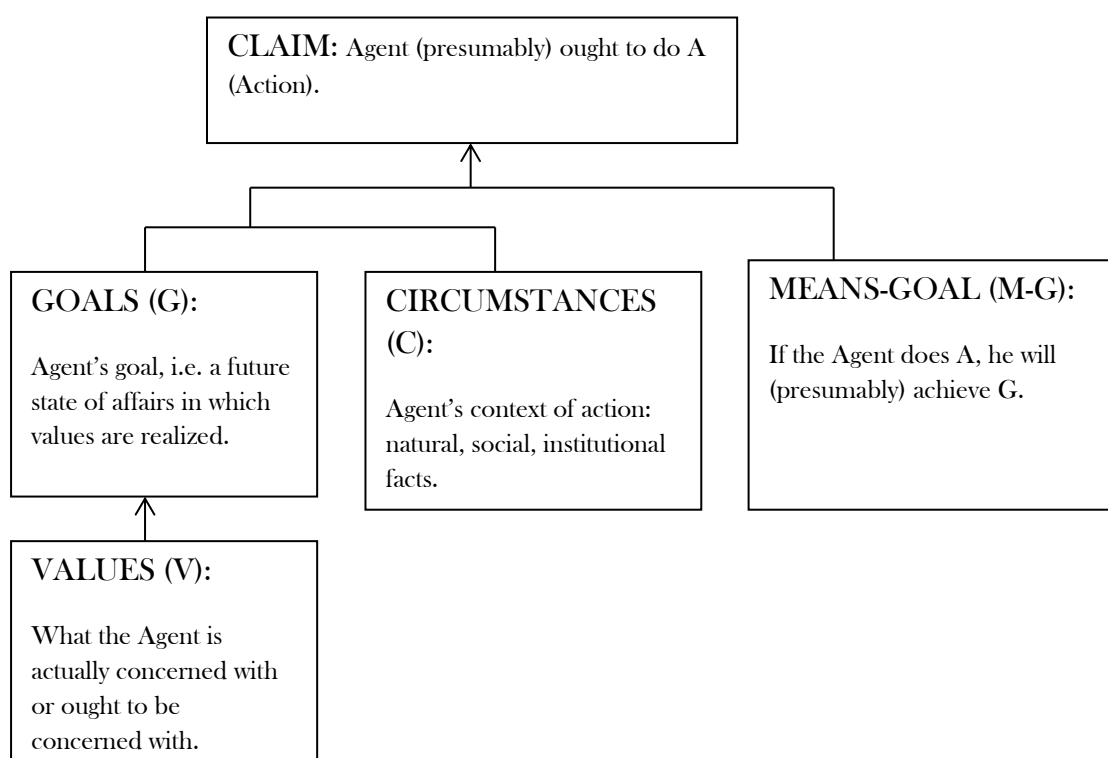 CLAIM: Agent (presumably) ought to do A
(Action).
GOALS (G):
Agent’s goal, i.e. a future
state of affairs in which
values are realized.
CIRCUMSTANCES
(C):
Agent’s context of action:
natural, social, institutional
facts.
MEANS-GOAL (M-G):
If the Agent does A, he will
(presumably) achieve G.
VALUES (V):
What the Agent is
actually concerned with
or ought to be
concerned with.